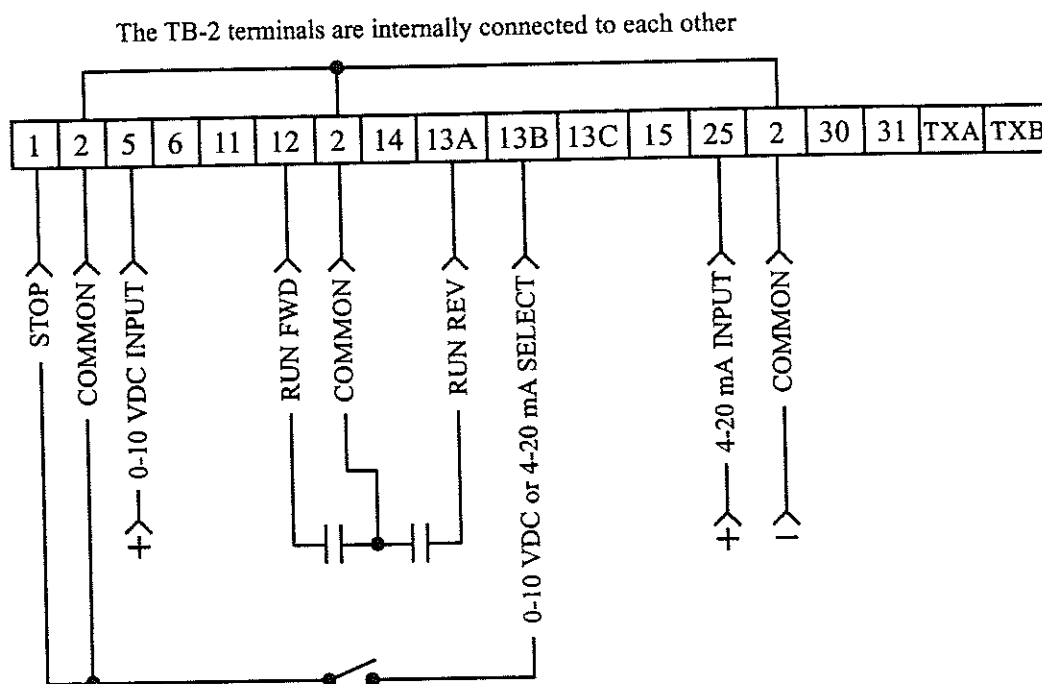 The TB-2 terminals are internally connected to each other
1 2 5 6 11 12 2 14 13A 13B 13C 15 25 2 30 31 TXA TXB
STOP
COMMON
0-10 VDC INPUT
RUN FWD
COMMON
RUN REV
0-10 VDC or 4-20 mA SELECT
4-20 mA INPUT
COMMON
+
+
–